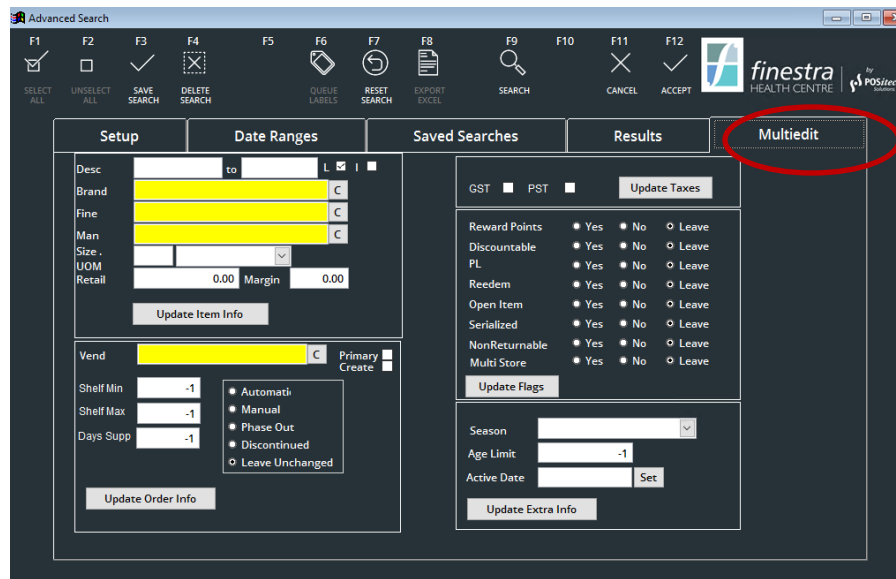 Advanced Search
F1 F2 F3 F4 F5 F6 F7 F8 F9 F10 F11 F12
SELECT ALL
UNSELECT ALL
SAVE SEARCH
DELETE SEARCH
QUEUE LABELS
RESET SEARCH
EXPORT EXCEL
SEARCH
CANCEL
ACCEPT
f finestra
HEALTH CENTRE
by
POSitec
Solutions
Setup Date Ranges Saved Searches Results Multiedit
Desc to L I
Brand C
Fine C
Man C
Size .
UOM
Retail 0.00 Margin 0.00
Update Item Info
Vend C Primary
Create
Shelf Min -1
Shelf Max -1
Days Supp -1
Automati
Manual
Phase Out
Discontinued
Leave Unchanged
Update Order Info
GST PST Update Taxes
Reward Points Yes No Leave
Discountable Yes No Leave
PL Yes No Leave
Reedem Yes No Leave
Open Item Yes No Leave
Serialized Yes No Leave
NonReturnable Yes No Leave
Multi Store Yes No Leave
Update Flags
Season
Age Limit -1
Active Date Set
Update Extra Info